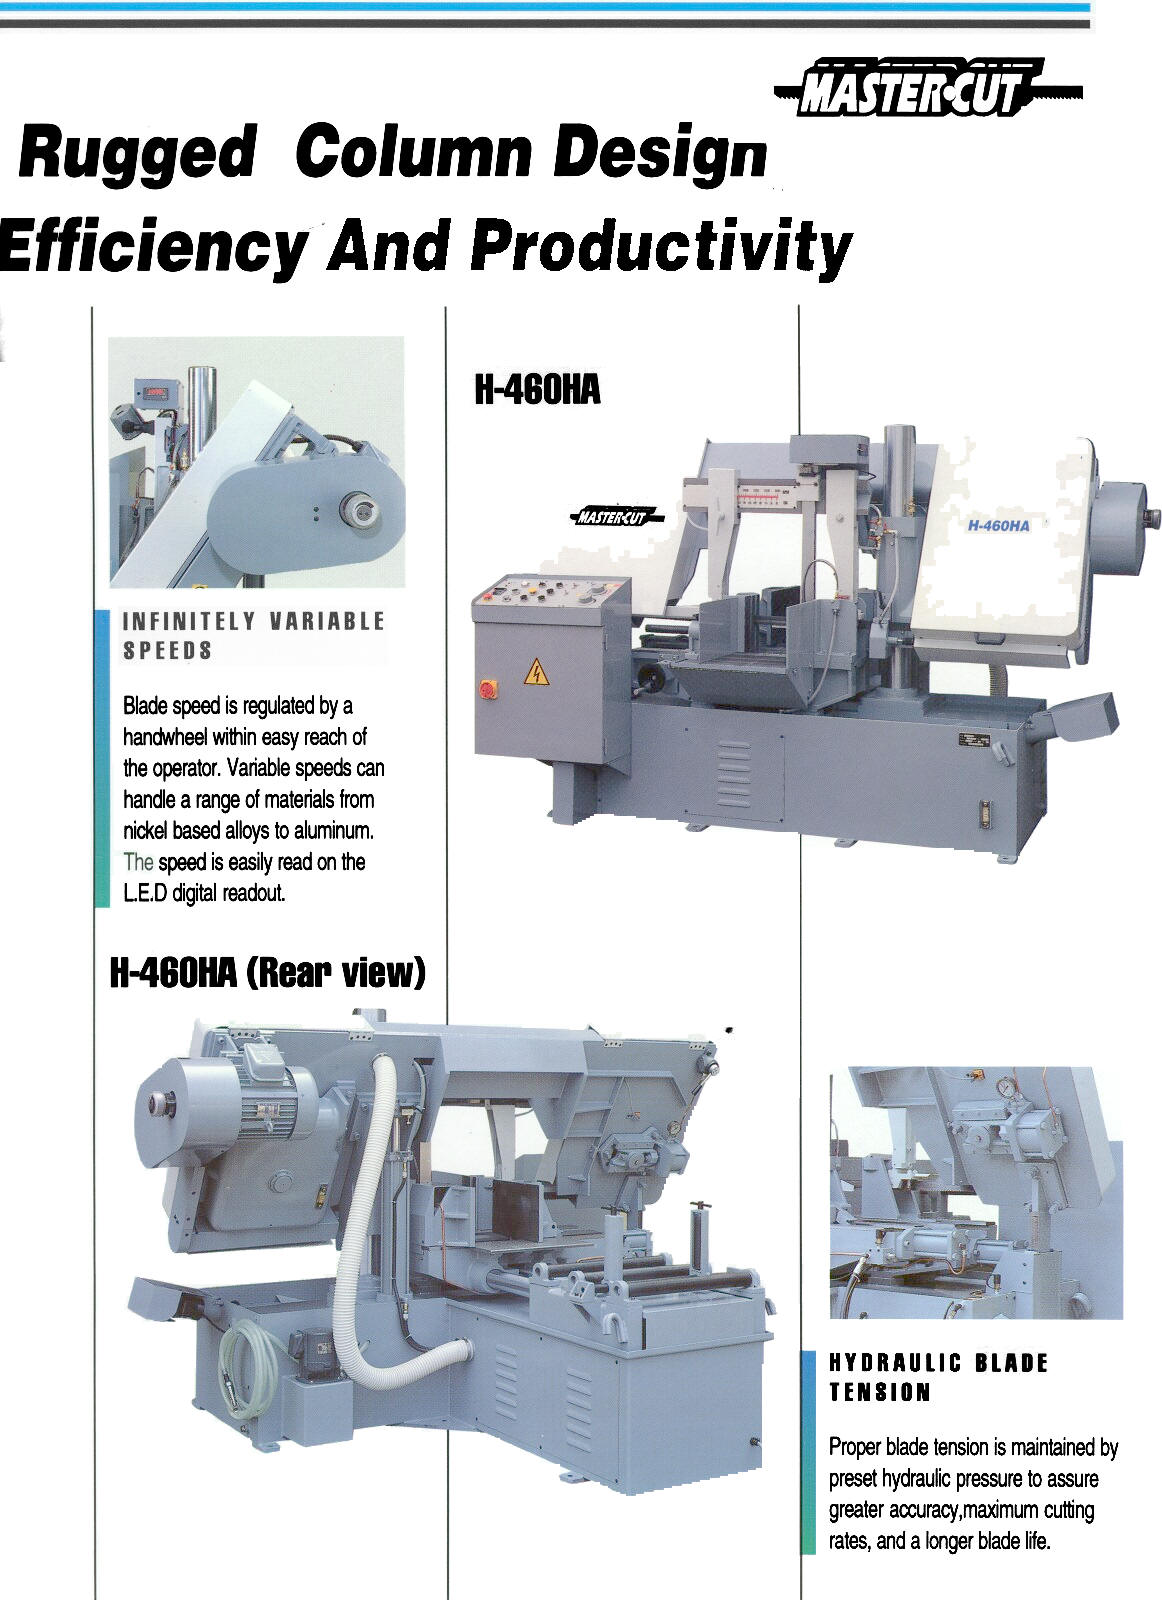 MASTER•CUT
Rugged Column Design
Efficiency And Productivity
H-460HA
MASTER•CUT
H-460HA
INFINITELY VARIABLE
SPEEDS
Blade speed is regulated by a
handwheel within easy reach of
the operator. Variable speeds can
handle a range of materials from
nickel based alloys to aluminum.
The speed is easily read on the
L.E.D digital readout.
H-460HA (Rear view)
HYDRAULIC BLADE
TENSION
Proper blade tension is maintained by
preset hydraulic pressure to assure
greater accuracy,maximum cutting
rates, and a longer blade life.